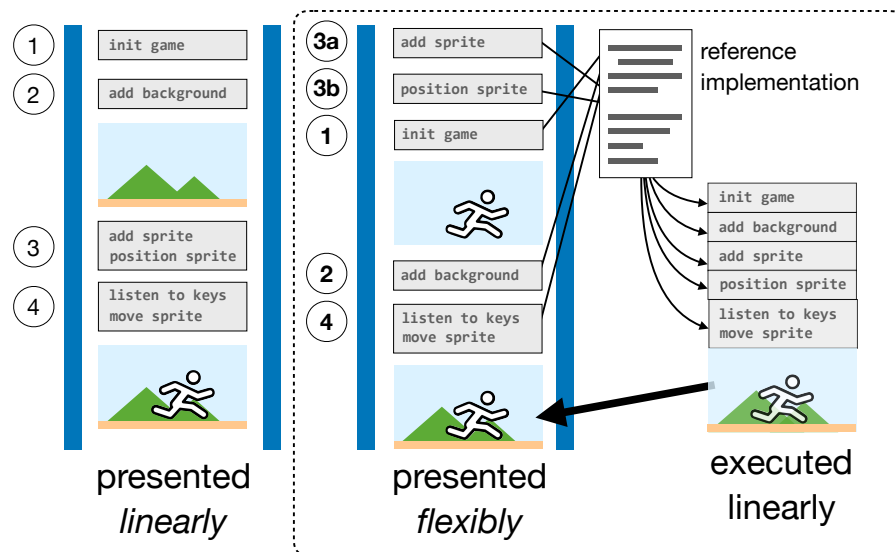 1
init game
2
add background
3
add sprite
position sprite
4
listen to keys
move sprite
presented
linearly
3a
add sprite
3b
position sprite
1
init game
2
add background
4
listen to keys
move sprite
presented
flexibly
reference
implementation
init game
add background
add sprite
position sprite
listen to keys
move sprite
executed
linearly